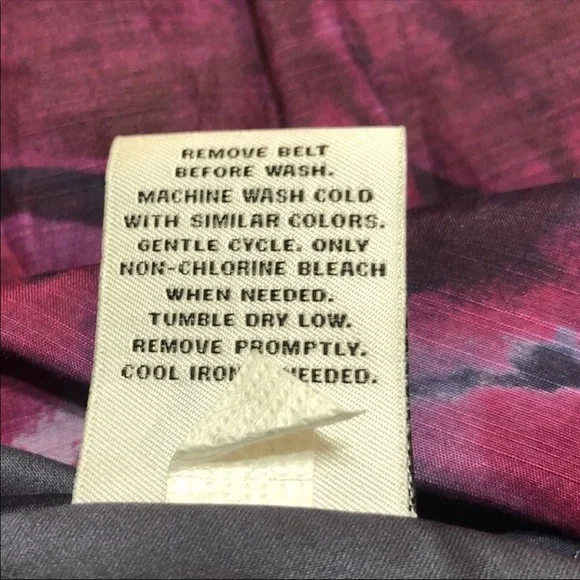 REMOVE BELT
BEFORE WASH.
MACHINE WASH COLD
WITH SIMILAR COLORS.
GENTLE CYCLE. ONLY
NON-CHLORINE BLEACH
WHEN NEEDED.
TUMBLE DRY LOW.
REMOVE PROMPTLY.
COOL IRON NEEDED.